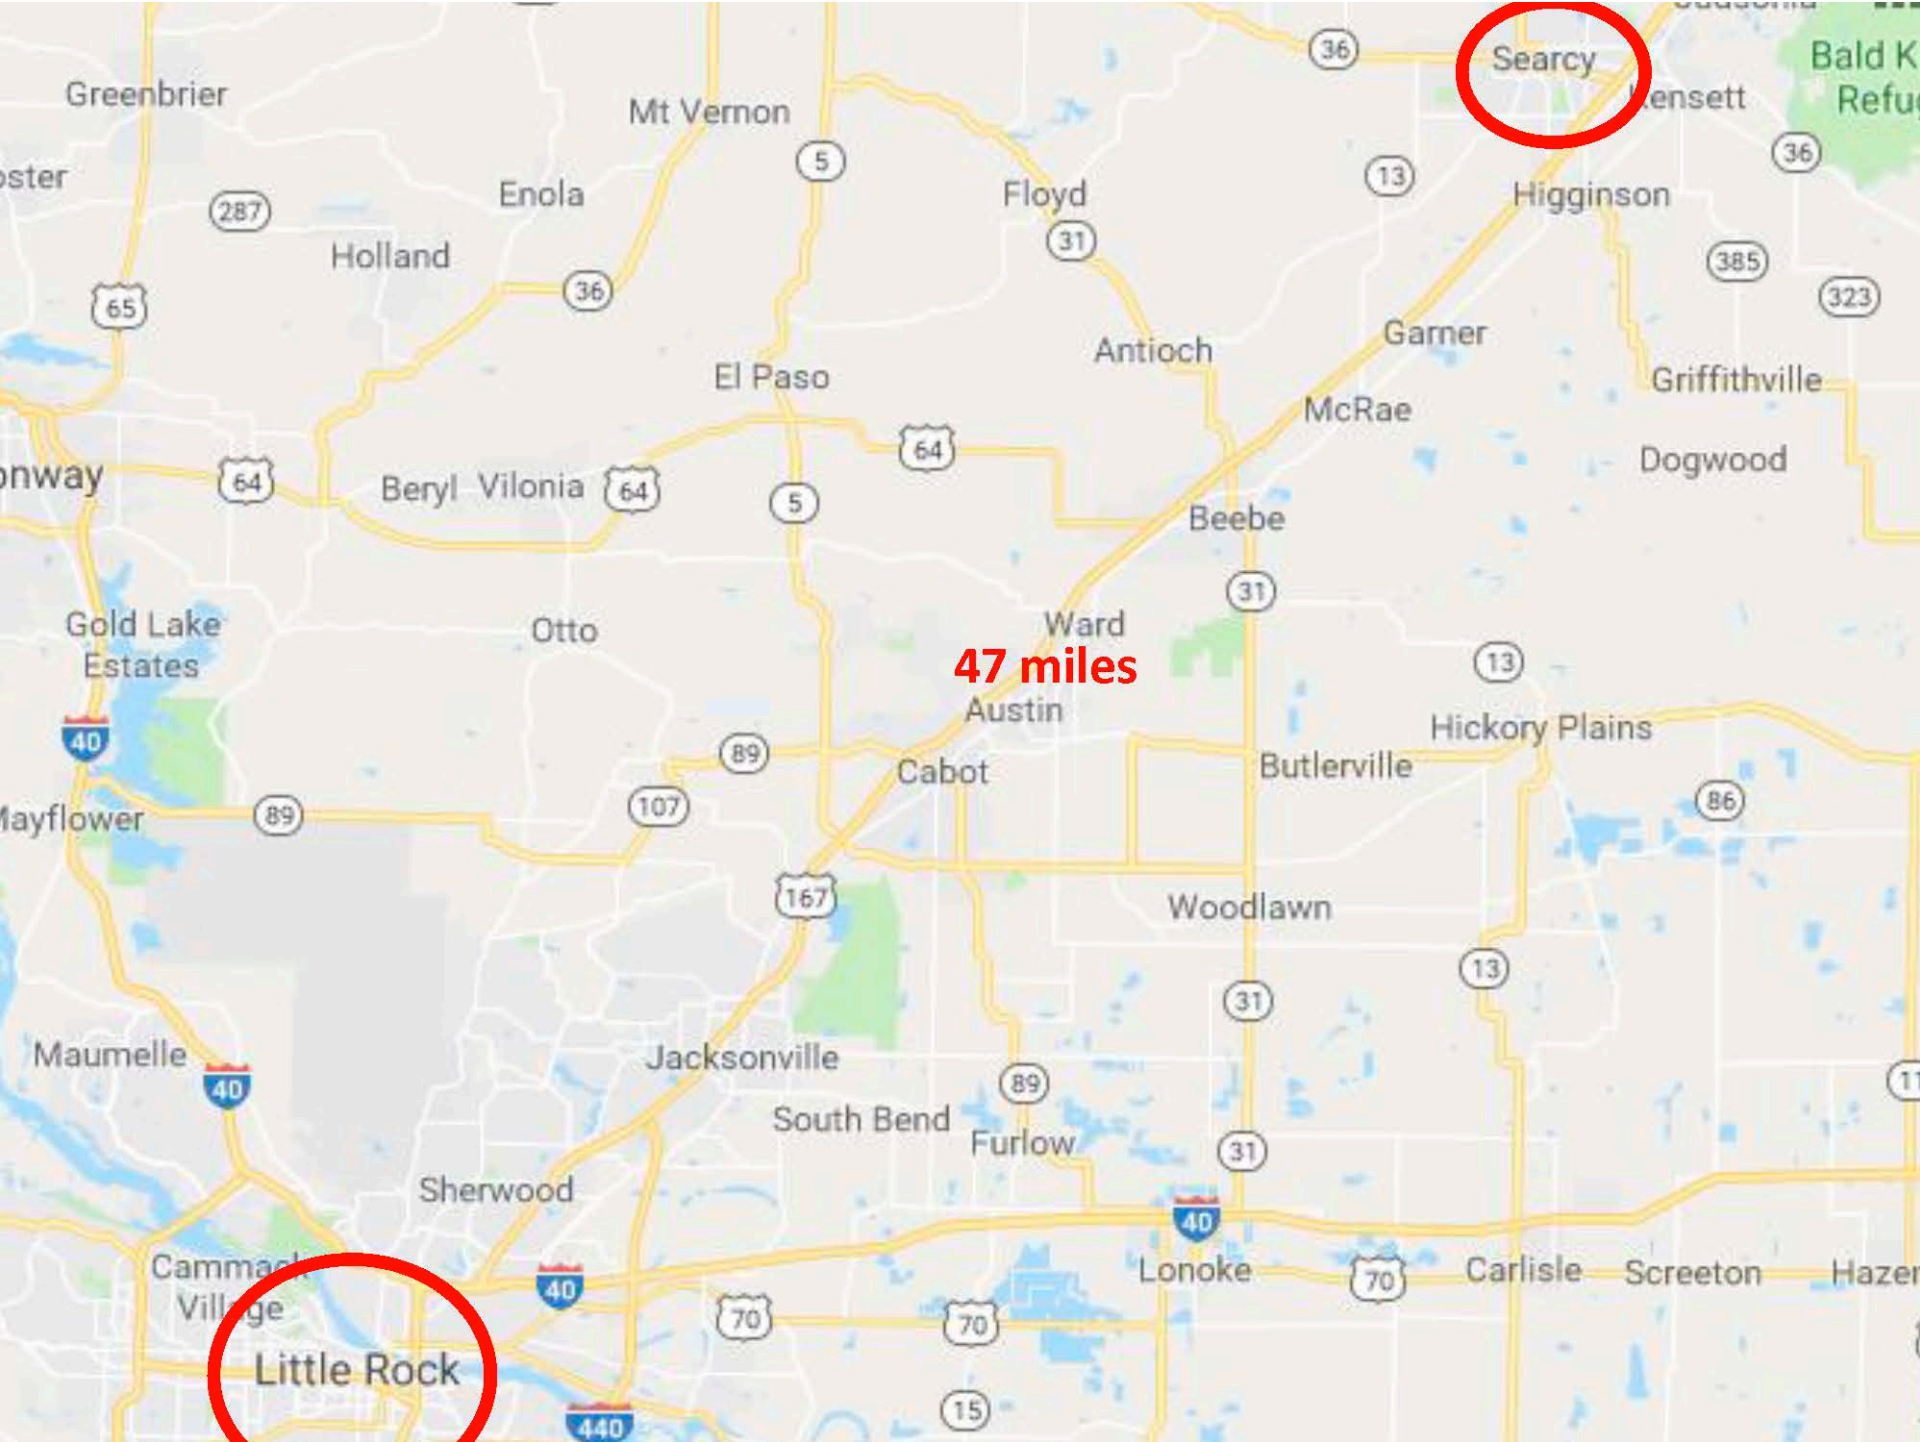 36
Searcy
Bald K
Refu
Greenbrier
Mt Vernon
Kensett
5
36
oster
Enola
Floyd
13
Higginson
287
31
Holland
385
65
36
323
Garner
Antioch
El Paso
Griffithville
McRae
64
Dogwood
onway
64
Beryl
Vilonia
64
5
Beebe
31
Gold Lake
Estates
Otto
Ward
47 miles
13
Austin
40
Hickory Plains
89
Cabot
Butlerville
107
86
89
Mayflower
167
Woodlawn
13
31
Maumelle
Jacksonville
40
89
11
South Bend
Furlow
31
Sherwood
40
Cammack
Village
40
Lonoke
70
Carlisle
Screeton
Hazen
70
70
Little Rock
15
440